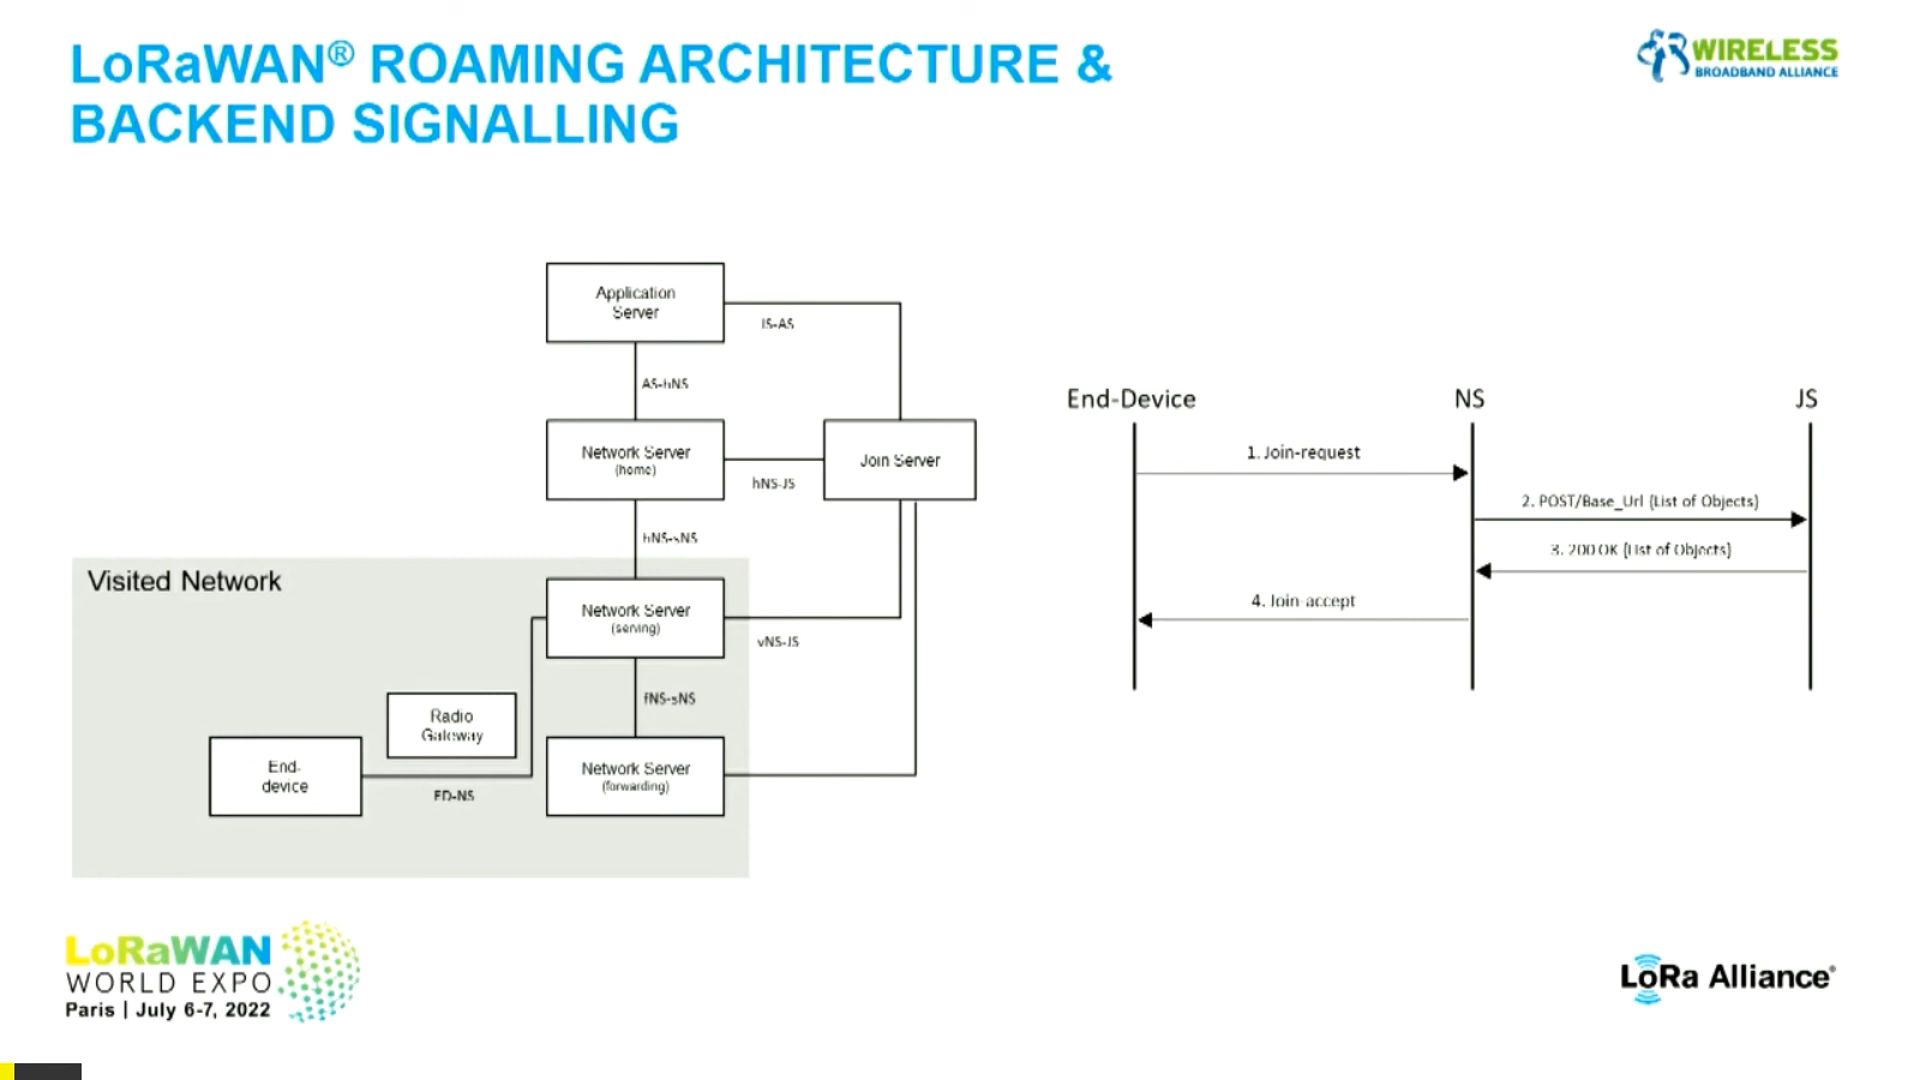 LoRaWAN® ROAMING ARCHITECTURE &
BACKEND SIGNALLING
WIRELESS
BROADBAND ALLIANCE
Application
Server
JS-AS
AS-hNS
Network Server
(home)
Join Server
hNS-JS
hNS-sNS
Visited Network
Network Server
(serving)
vNS-JS
fNS-sNS
Radio
Gateway
End-
device
ED-NS
Network Server
(forwarding)
End-Device
NS
JS
1. Join-request
2. POST/Base_Url (List of Objects)
3. 200 OK (List of Objects)
4. Join-accept
LoRaWAN
WORLD EXPO
Paris | July 6-7, 2022
LoRa Alliance®